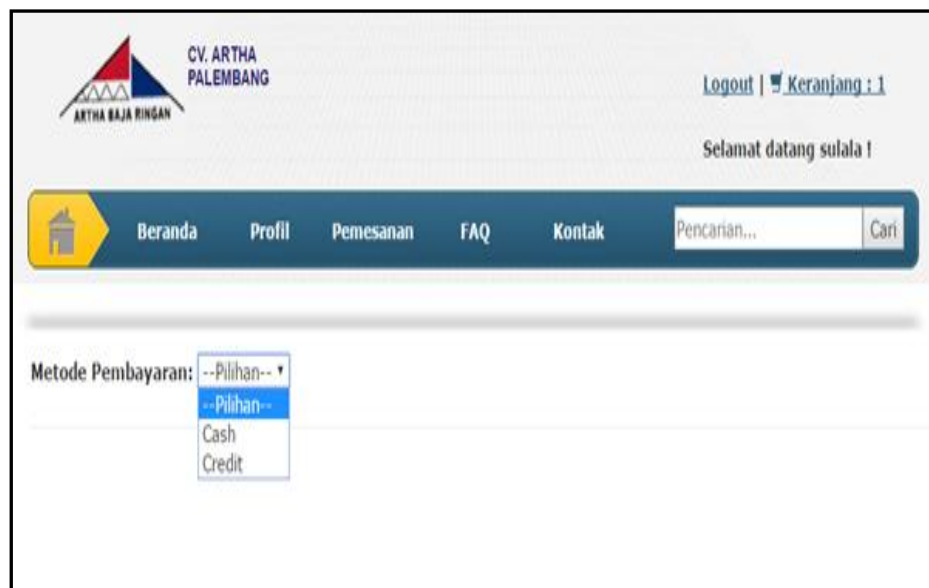 CV. ARTHA
PALEMBANG
ARTHA BAJA RINGAN
Logout | Keranjang : 1
Selamat datang sulala !
Beranda Profil Pemesanan FAQ Kontak Pencarian... Cari
Metode Pembayaran: --Pilihan--
--Pilihan--
Cash
Credit